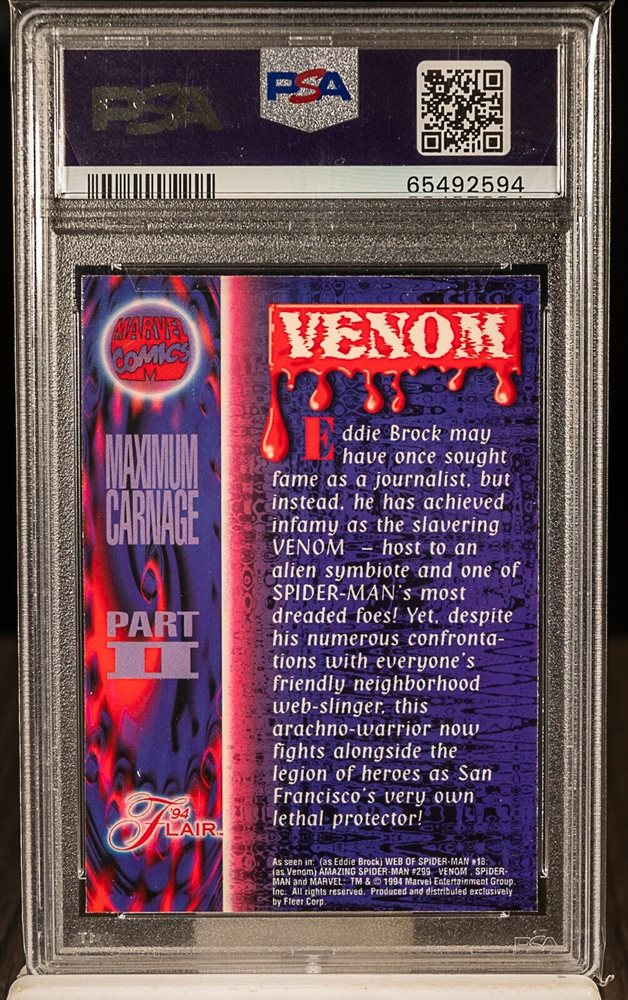 PSA
PSA
65492594
MARVEL
COMICS
M
MAXIMUM
CARNAGE
PART
II
'94
FLAIR™
VENOM
Eddie Brock may
have once sought
fame as a journalist, but
instead, he has achieved
infamy as the slavering
VENOM — host to an
alien symbiote and one of
SPIDER-MAN'S most
dreaded foes! Yet, despite
his numerous confronta-
tions with everyone's
friendly neighborhood
web-slinger, this
arachno-warrior now
fights alongside the
legion of heroes as San
Francisco's very own
lethal protector!
As seen in: (as Eddie Brock) WEB OF SPIDER-MAN #18:
(as Venom) AMAZING SPIDER-MAN #299. VENOM, SPIDER-
MAN and MARVEL: TM & © 1994 Marvel Entertainment Group,
Inc. All rights reserved. Produced and distributed exclusively
by Fleer Corp.
PSA